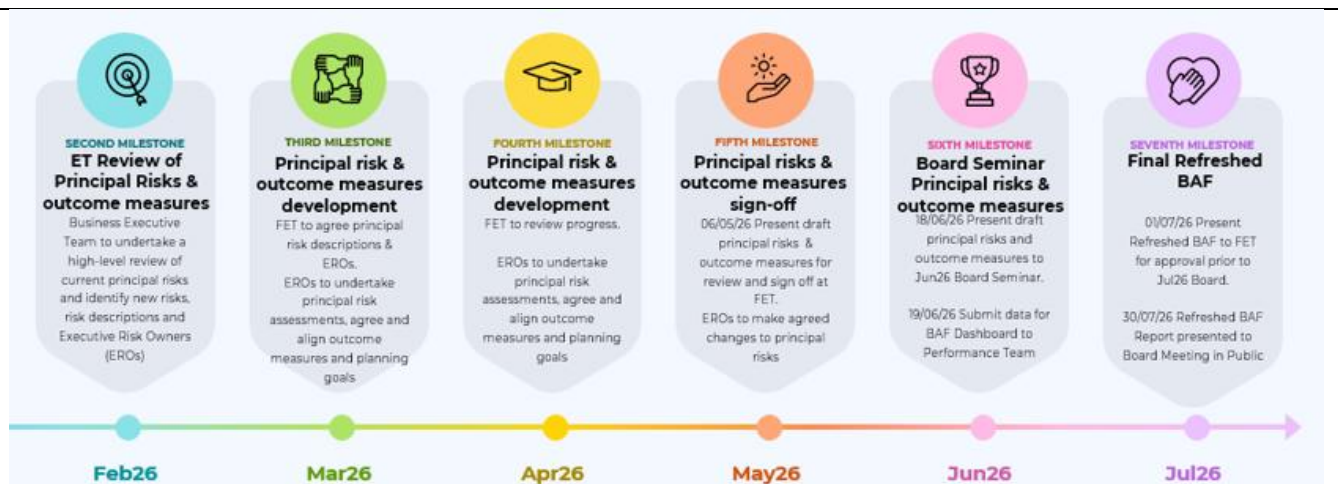 SECOND MILESTONE
ET Review of
Principal Risks &
outcome measures
Business Executive
Team to undertake a
high-level review of
current principal risks
and identify new risks,
risk descriptions and
Executive Risk Owners
(EROs)
THIRD MILESTONE
Principal risk &
outcome measures
development
FET to agree principal
risk descriptions &
EROs.
EROs to undertake
principal risk
assessments, agree and
align outcome
measures and planning
goals
FOURTH MILESTONE
Principal risk &
outcome measures
development
FET to review progress.
EROs to undertake
principal risk
assessments, agree and
align outcome
measures and planning
goals
FIFTH MILESTONE
Principal risks &
outcome measures
sign-off
06/05/26 Present draft
principal risks &
outcome measures for
review and sign off at
FET.
EROs to make agreed
changes to principal
risks
SIXTH MILESTONE
Board Seminar
Principal risks &
outcome measures
18/06/26 Present draft
principal risks and
outcome measures to
Jun26 Board Seminar.
19/06/26 Submit data for
BAF Dashboard to
Performance Team
SEVENTH MILESTONE
Final Refreshed
BAF
01/07/26 Present
Refreshed BAF to FET
for approval prior to
Jul26 Board.
30/07/26 Refreshed BAF
Report presented to
Board Meeting in Public
Feb26
Mar26
Apr26
May26
Jun26
Jul26